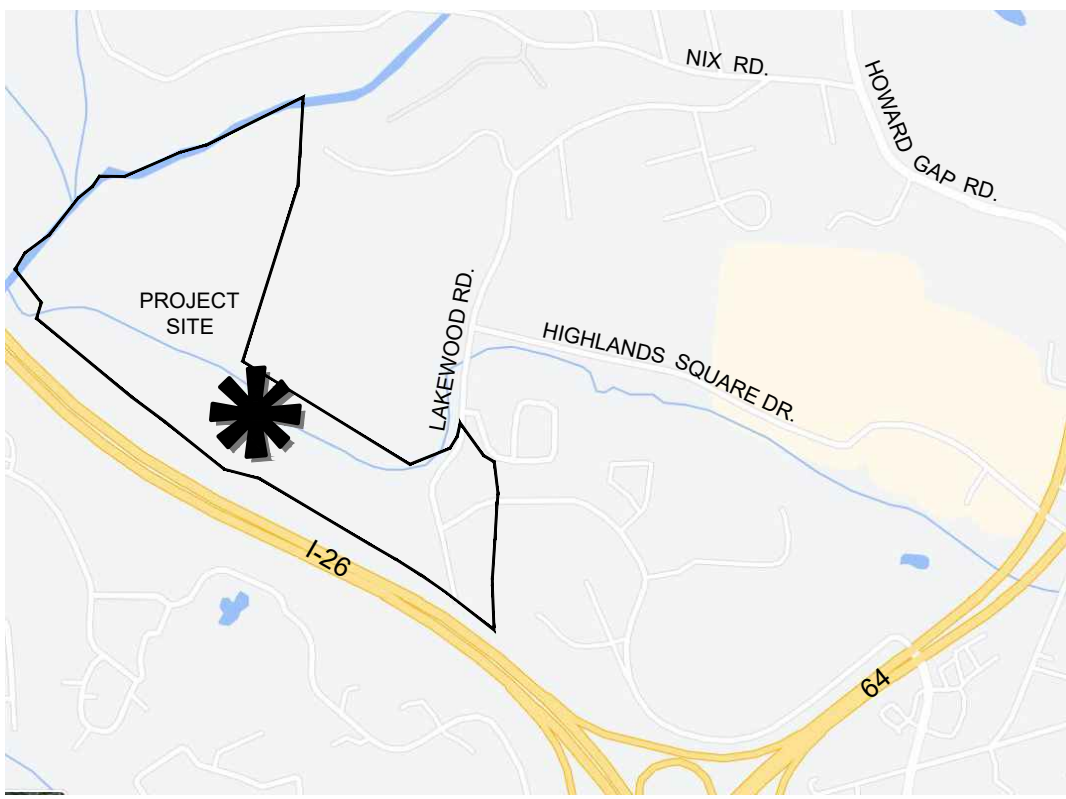 NIX RD.
HOWARD GAP RD.
PROJECT
SITE
LAKEWOOD RD.
HIGHLANDS SQUARE DR.
I-26
64